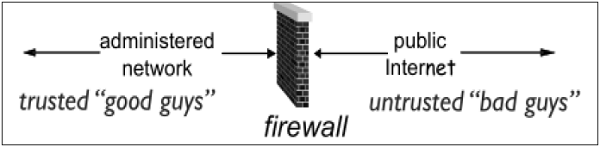 administered
network
trusted “good guys”
firewall
public
Internet
untrusted “bad guys”